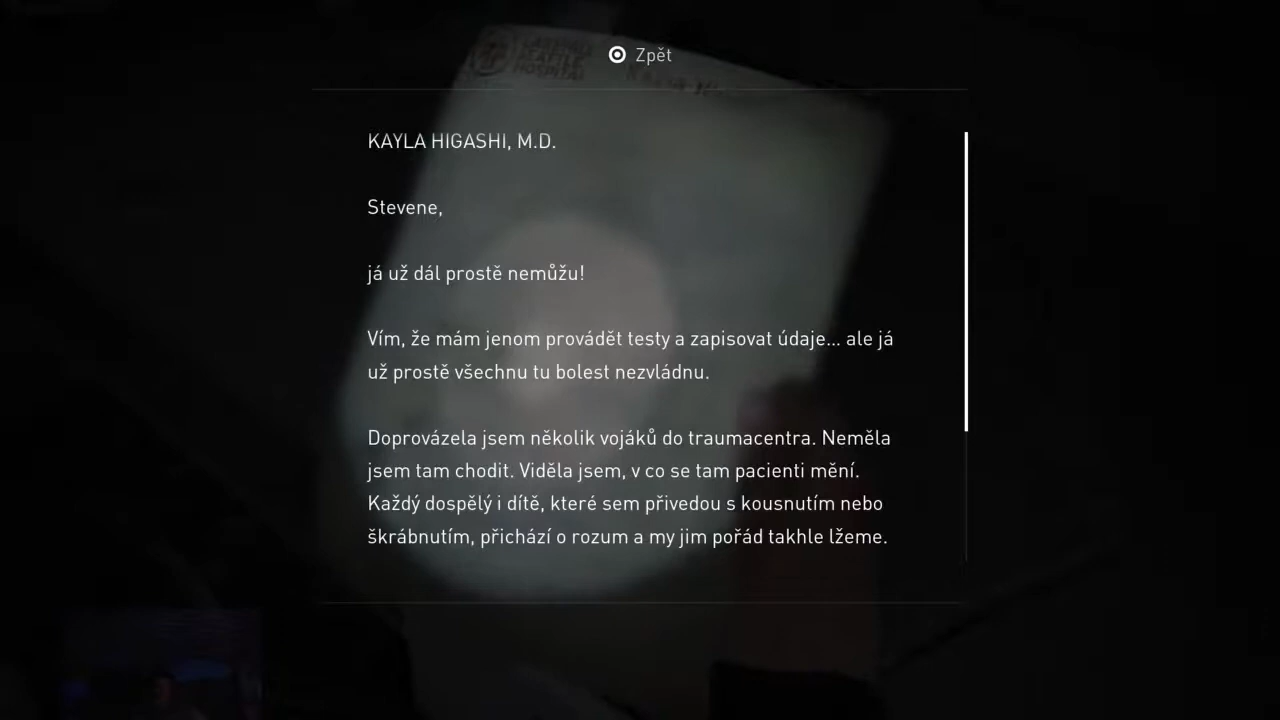 Zpět
HOSPITAL
KAYLA HIGASHI, M.D.
Stevene,
já už dál prostě nemůžu!
Vím, že mám jenom provádět testy a zapisovat údaje... ale já
už prostě všechnu tu bolest nezvládnu.
Doprovázela jsem několik vojáků do traumacentra. Neměla
jsem tam chodit. Viděla jsem, v co se tam pacienti mění.
Každý dospělý i dítě, které sem přivedou s kousnutím nebo
škrábnutím, přichází o rozum a my jim pořád takhle lžeme.